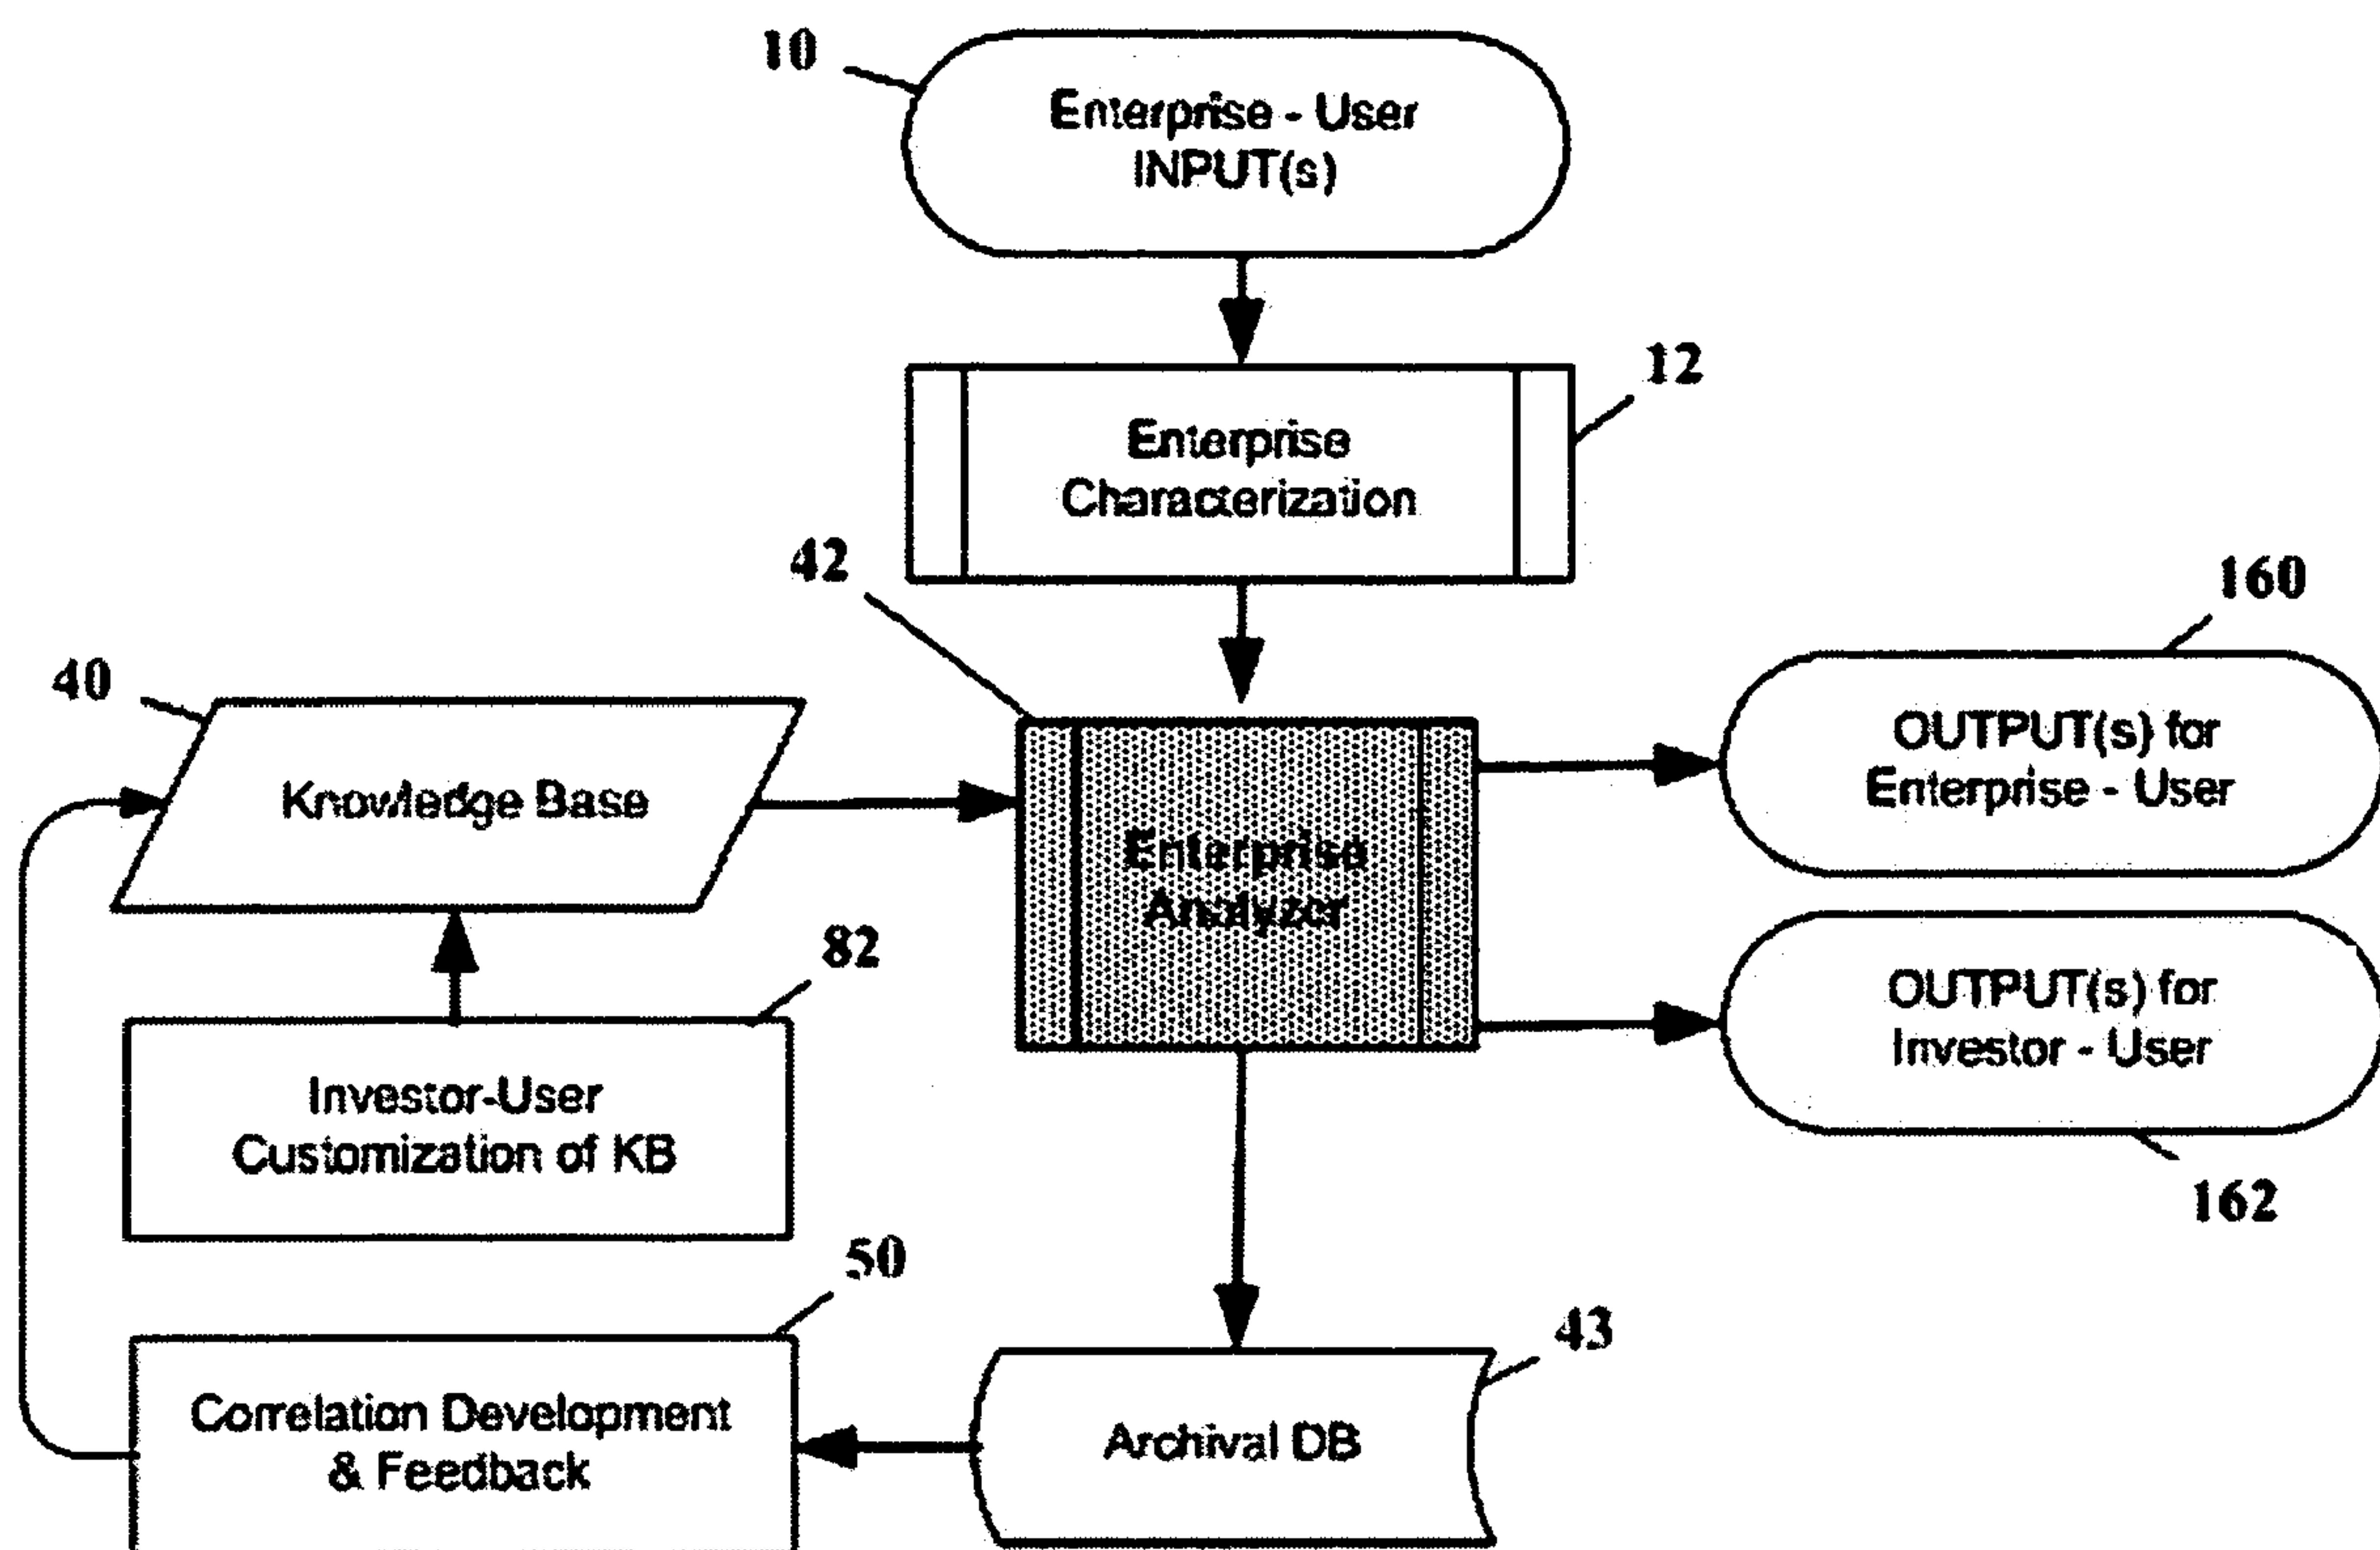 10
Enterprise - User
INPUT(s)
12
Enterprise
Characterization
42
160
40
OUTPUT(s) for
Enterprise - User
Knowledge Base
Enterprise
Analyzer
82
OUTPUT(s) for
Investor - User
Investor-User
Customization of KB
162
50
43
Correlation Development
& Feedback
Archival DB